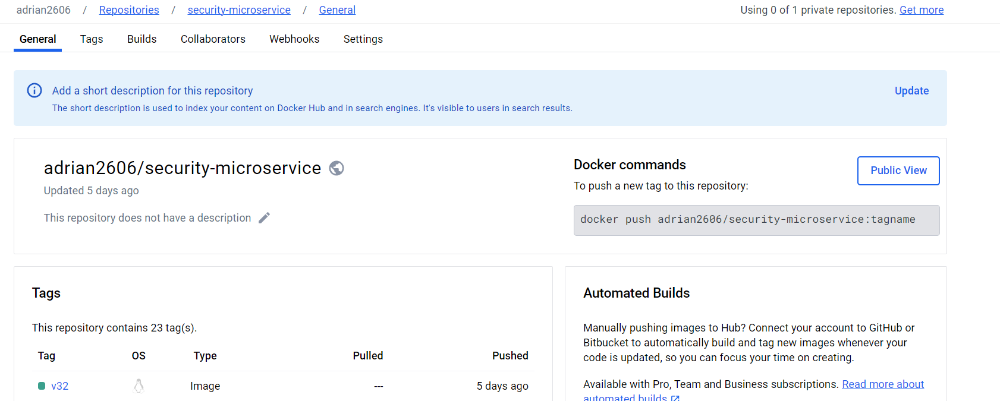 adrian2606 / Repositories / security-microservice / General
Using 0 of 1 private repositories. Get more
General Tags Builds Collaborators Webhooks Settings
Add a short description for this repository
Update
The short description is used to index your content on Docker Hub and in search engines. It's visible to users in search results.
adrian2606/security-microservice
Updated 5 days ago
This repository does not have a description
Docker commands
Public View
To push a new tag to this repository:
docker push adrian2606/security-microservice:tagname
Tags
This repository contains 23 tag(s).
Tag OS Type Pulled Pushed
v32 Image --- 5 days ago
Automated Builds
Manually pushing images to Hub? Connect your account to GitHub or
Bitbucket to automatically build and tag new images whenever your
code is updated, so you can focus your time on creating.
Available with Pro, Team and Business subscriptions. Read more about
automated builds